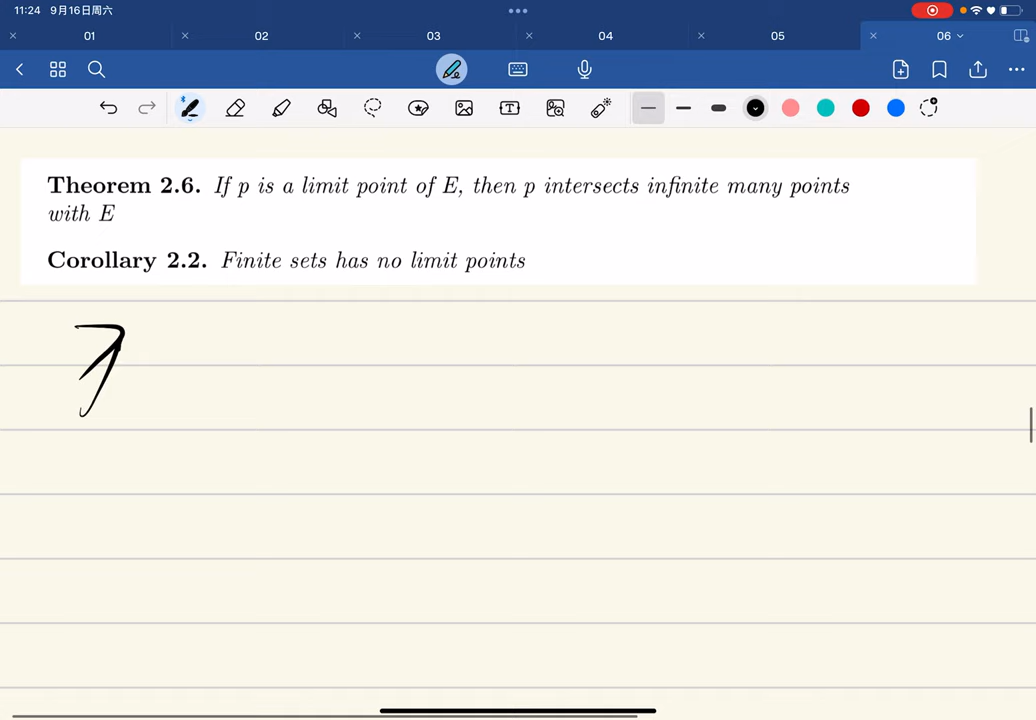 11:24 9月16日周六
01 02 03 04 05 06
T
Theorem 2.6. If p is a limit point of E, then p intersects infinite many points
with E
Corollary 2.2. Finite sets has no limit points